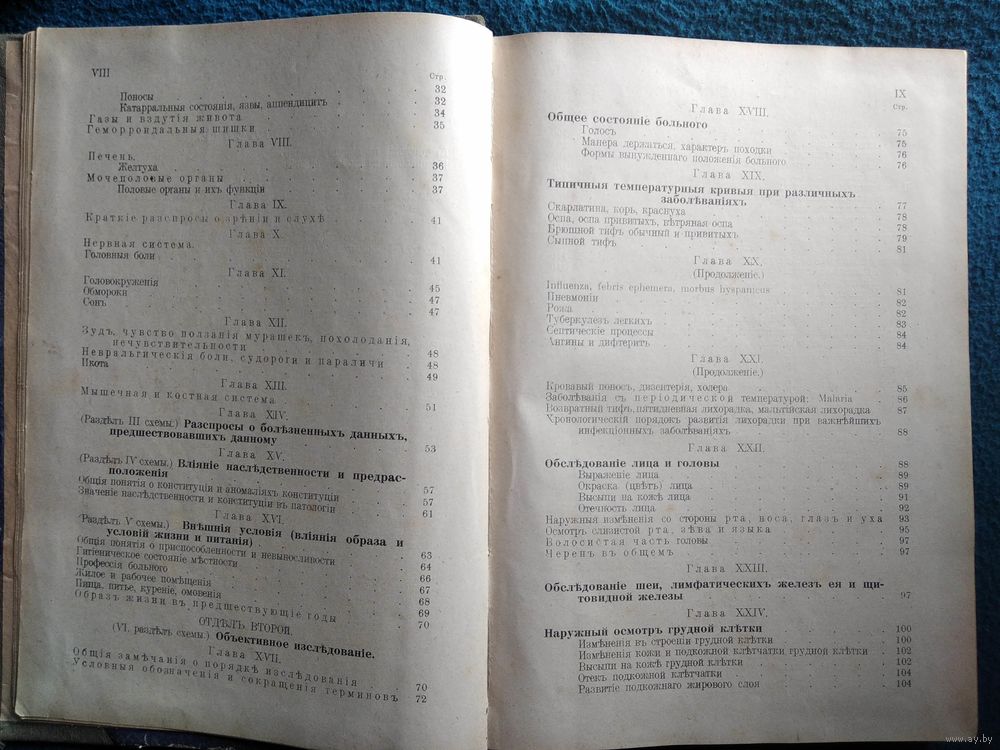 VIII
Стр.
Поносы 32
Катарральныя состоянія, язвы, аппендицитъ 32
Газы и вздутія живота 34
Геморроидальныя шишки 35
Глава VIII.
Печень.
Желтуха 36
Мочеполовые органы 37
Половые органы и ихъ функціи 37
Глава IX.
Краткіе разспросы о зрѣніи и слухѣ 41
Глава X.
Нервная система.
Головныя боли 41
Глава XI.
Головокруженія 45
Обмороки 47
Сонъ 47
Глава XII.
Зудъ, чувство ползанія мурашекъ, похолоданія,
нечувствительности 48
Невральгическія боли, судороги и параличи 48
Икота 49
Глава XIII.
Мышечная и костная система 51
Глава XIV.
(Раздѣлъ III схемы.) Разспросы о болѣзненныхъ данныхъ,
предшествовавшихъ данному 53
Глава XV.
(Раздѣлъ IV схемы.) Вліяніе наслѣдственности и предрас-
положенія 57
Общія понятія о конституціи и аномаліяхъ конституціи 57
Значеніе наслѣдственности и конституціи въ патологіи 61
Глава XVI.
(Раздѣлъ V схемы.) Внѣшнія условія (вліянія образа и
условій жизни и питанія)
Общія понятія о приспособленности и невыносливости 63
Гигіеническое состояніе мѣстности 64
Профессія больного 66
Жилое и рабочее помѣщенія 67
Пища, питье, куреніе, омовенія 68
Образъ жизни въ предшествующіе годы 69
ОТДѢЛЪ ВТОРОЙ. 70
(VI. раздѣлъ схемы.) Объективное изслѣдованіе.
Глава XVII.
Общія замѣчанія о порядкѣ изслѣдованія 70
Условныя обозначенія и сокращенія терминовъ 72
IX
Стр.
Глава XVIII.
Общее состояніе больного
Голосъ 75
Манера держаться, характеръ походки 75
Формы вынужденнаго положенія больного 76
76
Глава XIX.
Типичныя температурныя кривыя при различныхъ
заболѣваніяхъ
Скарлатина, корь, краснуха 77
Оспа, оспа привитыхъ, вѣтряная оспа 78
Брюшной тифъ обычный и привитыхъ 78
Сыпной тифъ 79
81
Глава XX.
(Продолженіе.)
Influenza, febris ephemera, morbus hyspanicus 81
Пневмоніи 82
Рожа 82
Туберкулезъ легкихъ 83
Септическіе процессы 84
Ангины и дифтеритъ 84
Глава XXI.
(Продолженіе.)
Кровавый поносъ, дизентерія, холера 85
Заболѣванія съ періодической температурой: Malaria 86
Возвратный тифъ, пятидневная лихорадка, мальтійская лихорадка 87
Хронологическій порядокъ развитія лихорадки при важнѣйшихъ
инфекціонныхъ заболѣваніяхъ 88
Глава XXII.
Обслѣдованіе лица и головы 88
Выраженіе лица 89
Окраска (цвѣтъ) лица 89
Высыпи на кожѣ лица 91
Отечность лица 92
Наружныя измѣненія со стороны рта, носа, глазъ и уха 93
Осмотръ слизистой рта, зѣва и языка 95
Волосистая часть головы 97
Черепъ въ общемъ 97
Глава XXIII.
Обслѣдованіе шеи, лимфатическихъ железъ ея и щи-
товидной железы 97
Глава XXIV.
Наружный осмотръ грудной клѣтки 100
Измѣненія въ строеніи грудной клѣтки 100
Измѣненія кожи и подкожной клѣтчатки грудной клѣтки 102
Высыпи на кожѣ грудной клѣтки 102
Отекъ подкожной клѣтчатки 104
Развитіе подкожнаго жирового слоя 104
www.ay.by